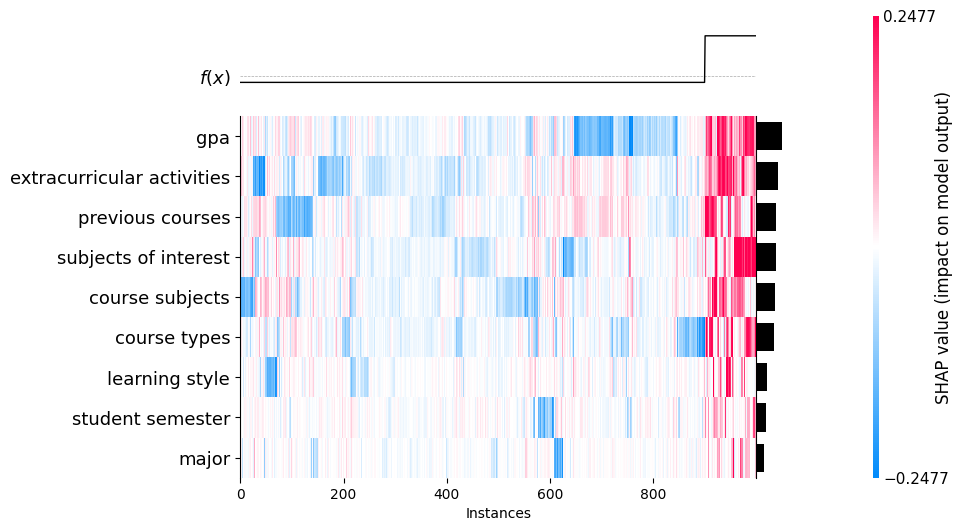 0.2477
f(x)
gpa
extracurricular activities
previous courses
subjects of interest
course subjects
course types
learning style
student semester
major
0 200 400 600 800
Instances
−0.2477
SHAP value (impact on model output)